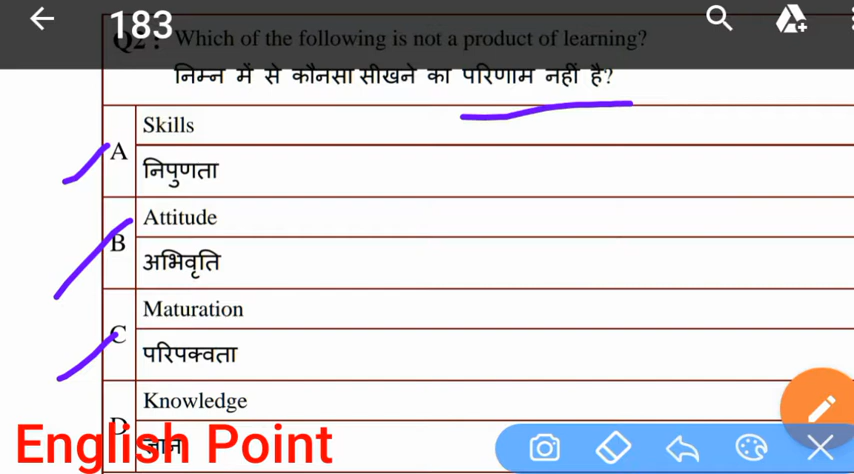 183
Q2 : Which of the following is not a product of learning?
निम्न में से कौनसा सीखने का परिणाम नहीं है?
A
Skills
निपुणता
B
Attitude
अभिवृति
C
Maturation
परिपक्वता
D
Knowledge
ज्ञान
English Point